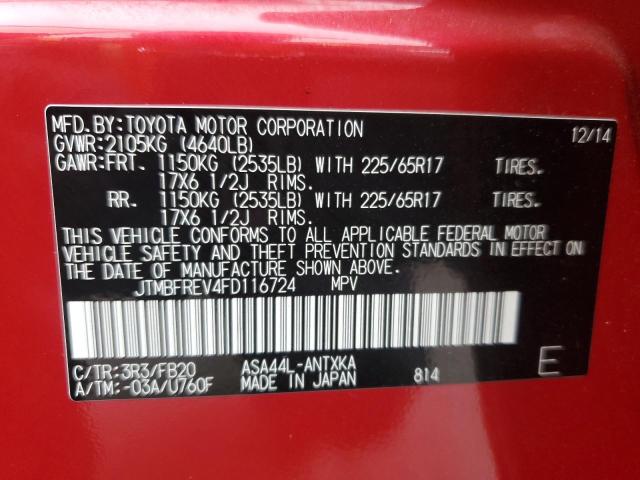 MFD.BY:TOYOTA MOTOR CORPORATION 12/14
GVWR:2105KG (4640LB)
GAWR:FRT. 1150KG (2535LB) WITH 225/65R17 TIRES.
17X6 1/2J RIMS.
RR. 1150KG (2535LB) WITH 225/65R17 TIRES.
17X6 1/2J RIMS.
THIS VEHICLE CONFORMS TO ALL APPLICABLE FEDERAL MOTOR
VEHICLE SAFETY AND THEFT PREVENTION STANDARDS IN EFFECT ON
THE DATE OF MANUFACTURE SHOWN ABOVE.
JTMBFREV4FD116724 MPV
C/TR:3R3/FB20 ASA44L-ANTXKA
A/TM:-03A/U760F MADE IN JAPAN 814 E